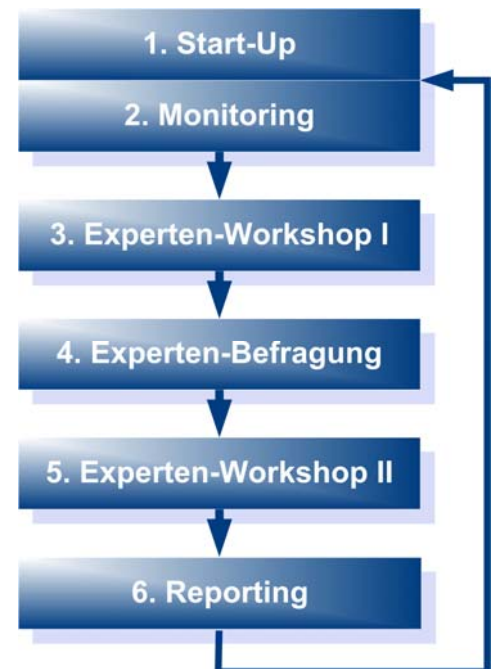 1. Start-Up
2. Monitoring
3. Experten-Workshop I
4. Experten-Befragung
5. Experten-Workshop II
6. Reporting